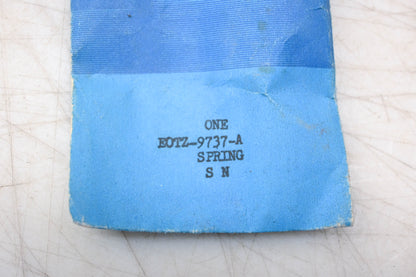 ONE
EOTZ-9737-A
SPRING
S N